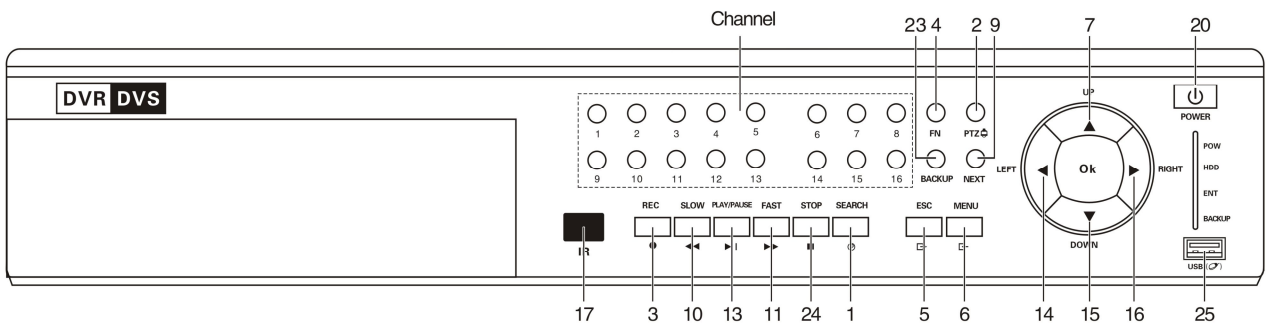 Channel
23 4 2 9 7 20
DVR DVS
UP
POWER
1 2 3 4 5 6 7 8 FN PTZ
POW
HDD
LEFT Ok RIGHT
9 10 11 12 13 14 15 16 BACKUP NEXT
ENT
REC SLOW PLAY/PAUSE FAST STOP SEARCH ESC MENU
BACKUP
DOWN
IR
USB ( )
17 3 10 13 11 24 1 5 6 14 15 16 25